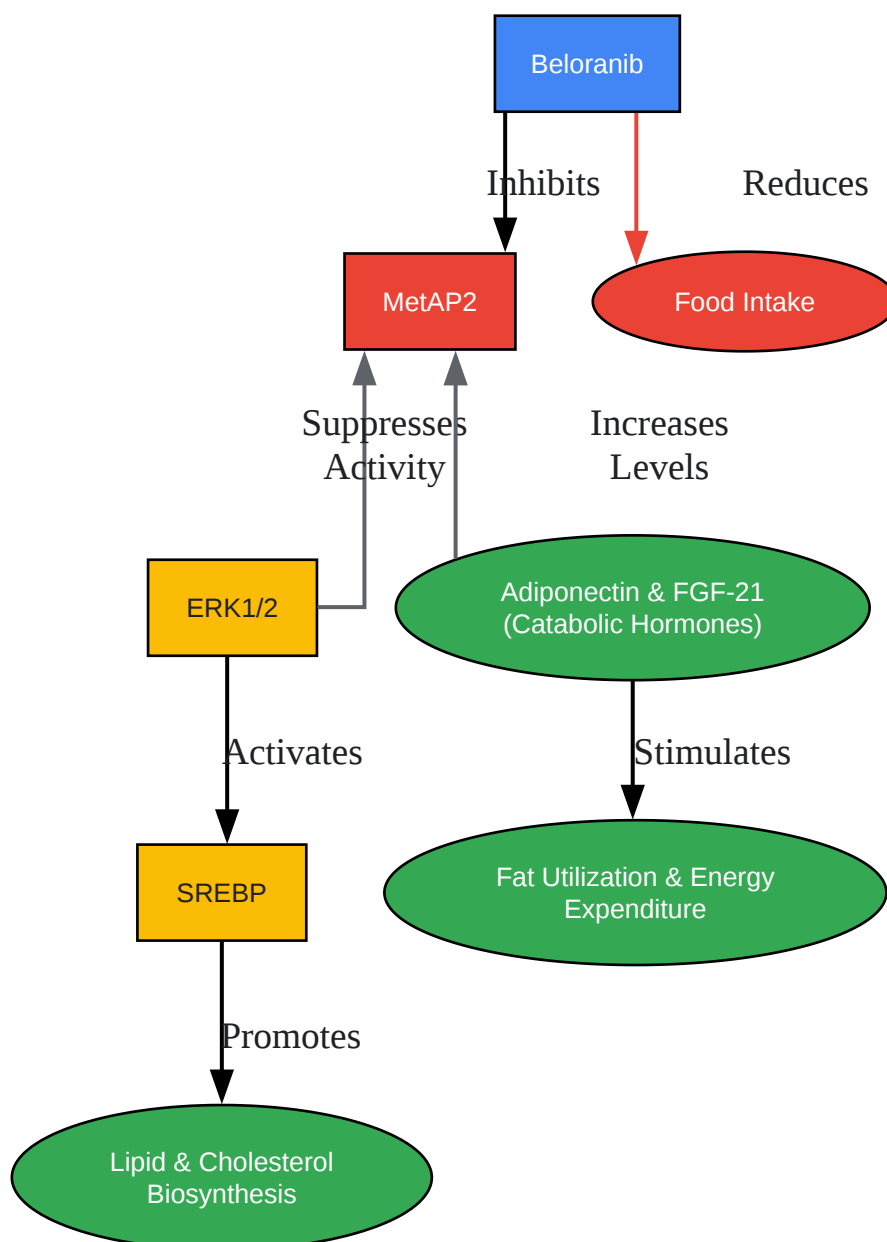 Beloranib
Inhibits
Reduces
MetAP2
Food Intake
Suppresses
Activity
Increases
Levels
ERK1/2
Adiponectin & FGF-21
(Catabolic Hormones)
Activates
Stimulates
SREBP
Fat Utilization & Energy
Expenditure
Promotes
Lipid & Cholesterol
Biosynthesis